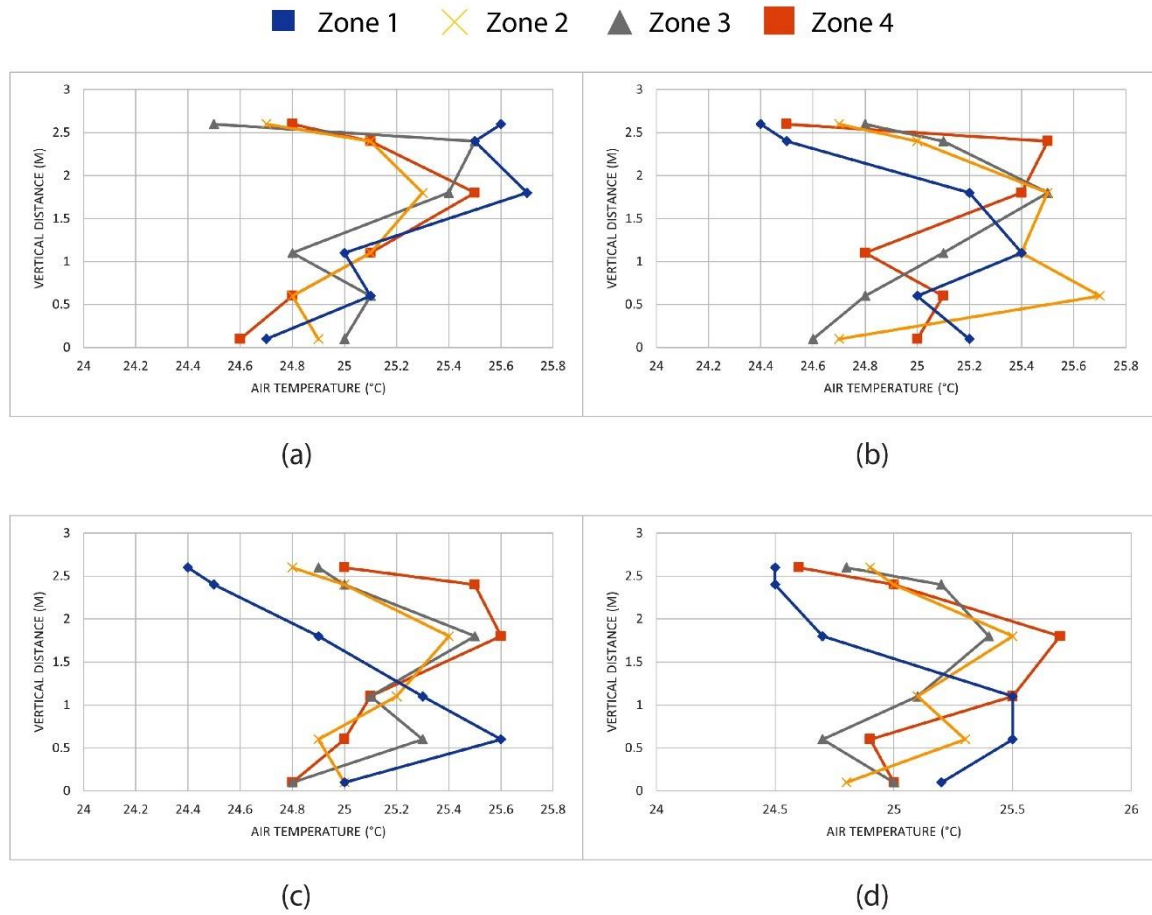 Zone 1 Zone 2 Zone 3 Zone 4
3
2.5
2
1.5
1
0.5
0
VERTICAL DISTANCE (M)
24 24.2 24.4 24.6 24.8 25 25.2 25.4 25.6 25.8
AIR TEMPERATURE (°C)
(a)
3
2.5
2
1.5
1
0.5
0
VERTICAL DISTANCE (M)
24 24.2 24.4 24.6 24.8 25 25.2 25.4 25.6 25.8
AIR TEMPERATURE (°C)
(b)
3
2.5
2
1.5
1
0.5
0
VERTICAL DISTANCE (M)
24 24.2 24.4 24.6 24.8 25 25.2 25.4 25.6 25.8
AIR TEMPERATURE (°C)
(c)
3
2.5
2
1.5
1
0.5
0
VERTICAL DISTANCE (M)
24 24.5 25 25.5 26
AIR TEMPERATURE (°C)
(d)